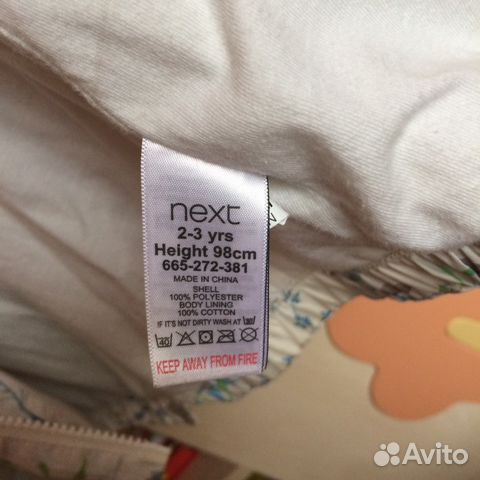 next
2-3 yrs
Height 98cm
665-272-381
MADE IN CHINA
SHELL
100% POLYESTER
BODY LINING
100% COTTON
IF IT'S NOT DIRTY WASH AT 30
40
KEEP AWAY FROM FIRE
Avito